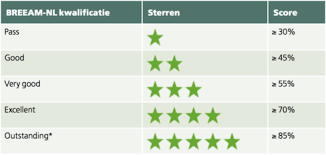 BREEAM-NL kwalificatie Sterren Score
Pass ≥ 30%
Good ≥ 45%
Very good ≥ 55%
Excellent ≥ 70%
Outstanding* ≥ 85%